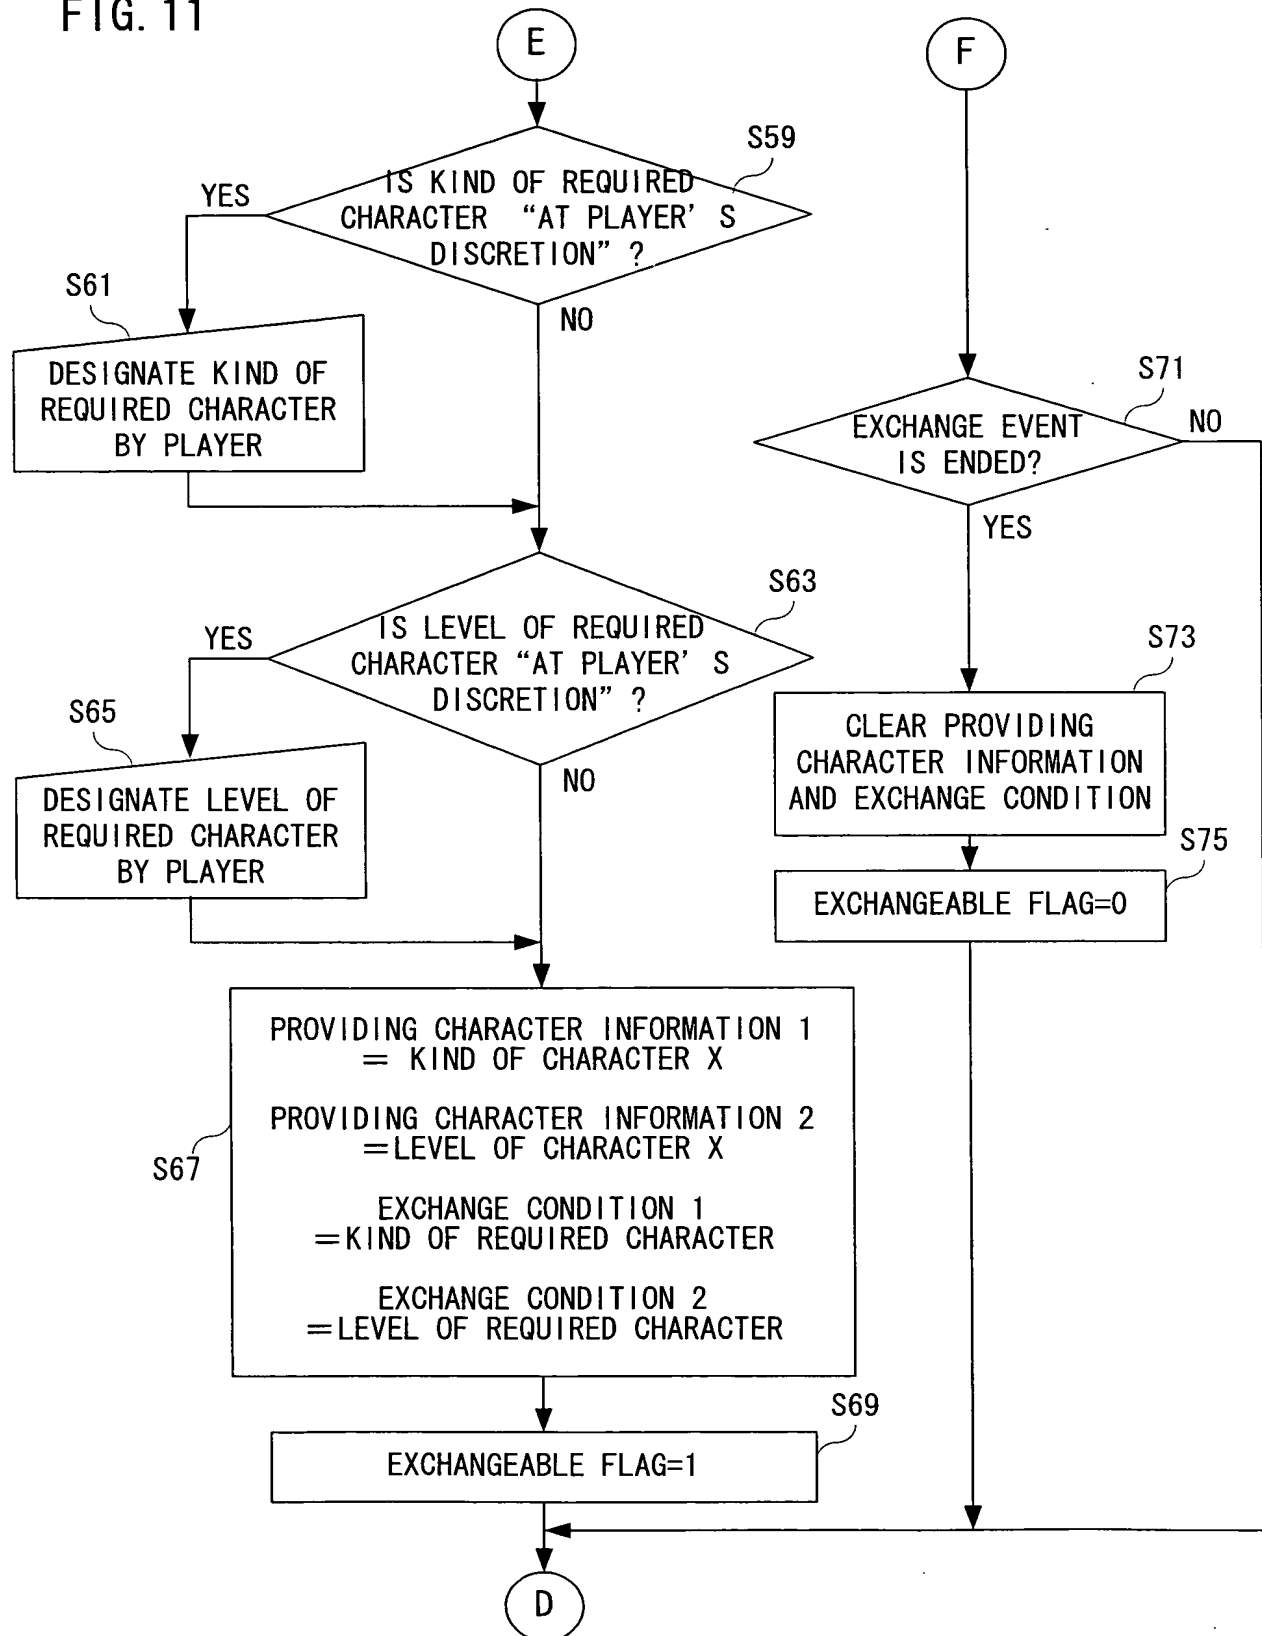 FIG. 11
E
S59
IS KIND OF REQUIRED
CHARACTER “AT PLAYER'S
DISCRETION” ?
YES
NO
S61
DESIGNATE KIND OF
REQUIRED CHARACTER
BY PLAYER
S63
IS LEVEL OF REQUIRED
CHARACTER “AT PLAYER'S
DISCRETION” ?
YES
NO
S65
DESIGNATE LEVEL OF
REQUIRED CHARACTER
BY PLAYER
S67
PROVIDING CHARACTER INFORMATION 1
= KIND OF CHARACTER X
PROVIDING CHARACTER INFORMATION 2
=LEVEL OF CHARACTER X
EXCHANGE CONDITION 1
=KIND OF REQUIRED CHARACTER
EXCHANGE CONDITION 2
=LEVEL OF REQUIRED CHARACTER
S69
EXCHANGEABLE FLAG=1
D
F
S71
EXCHANGE EVENT
IS ENDED?
NO
YES
S73
CLEAR PROVIDING
CHARACTER INFORMATION
AND EXCHANGE CONDITION
S75
EXCHANGEABLE FLAG=0